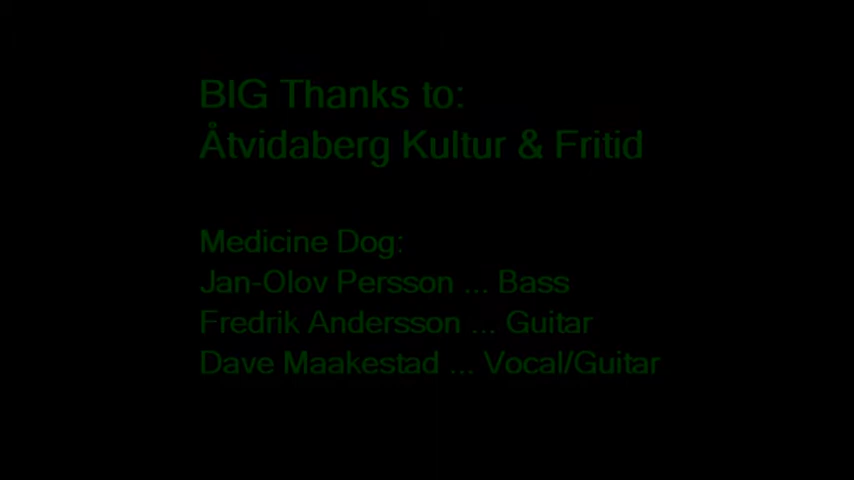 BIG Thanks to:
Åtvidaberg Kultur & Fritid
Medicine Dog:
Jan-Olov Persson ... Bass
Fredrik Andersson ... Guitar
Dave Maakestad ... Vocal/Guitar